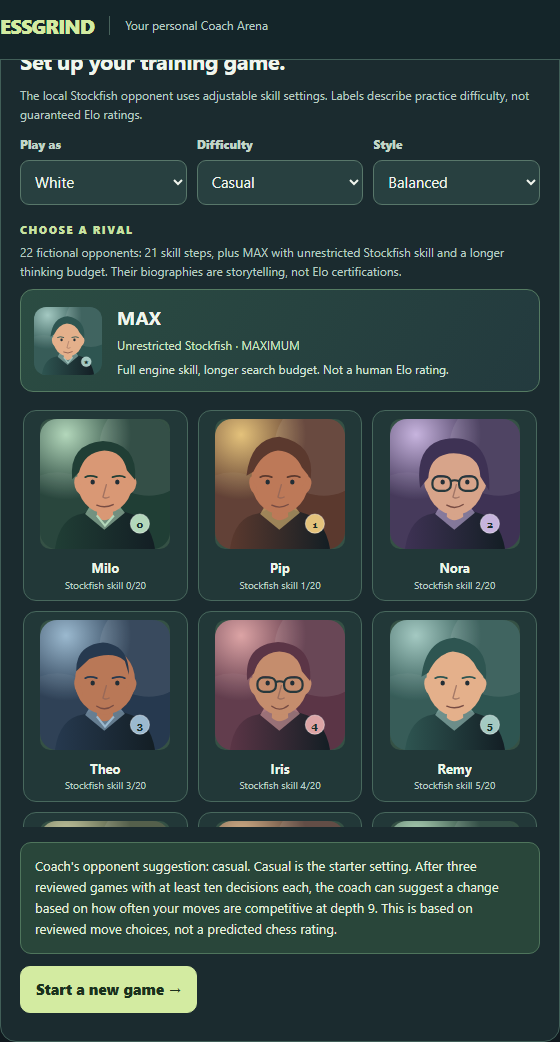 ESSGRIND
Your personal Coach Arena
Set up your training game.
The local Stockfish opponent uses adjustable skill settings. Labels describe practice difficulty, not
guaranteed Elo ratings.
Play as
Difficulty
Style
White
Casual
Balanced
CHOOSE A RIVAL
22 fictional opponents: 21 skill steps, plus MAX with unrestricted Stockfish skill and a longer
thinking budget. Their biographies are storytelling, not Elo certifications.
MAX
Unrestricted Stockfish · MAXIMUM
Full engine skill, longer search budget. Not a human Elo rating.
0
1
2
Milo
Pip
Nora
Stockfish skill 0/20
Stockfish skill 1/20
Stockfish skill 2/20
3
4
5
Theo
Iris
Remy
Stockfish skill 3/20
Stockfish skill 4/20
Stockfish skill 5/20
Coach's opponent suggestion: casual. Casual is the starter setting. After three
reviewed games with at least ten decisions each, the coach can suggest a change
based on how often your moves are competitive at depth 9. This is based on
reviewed move choices, not a predicted chess rating.
Start a new game →